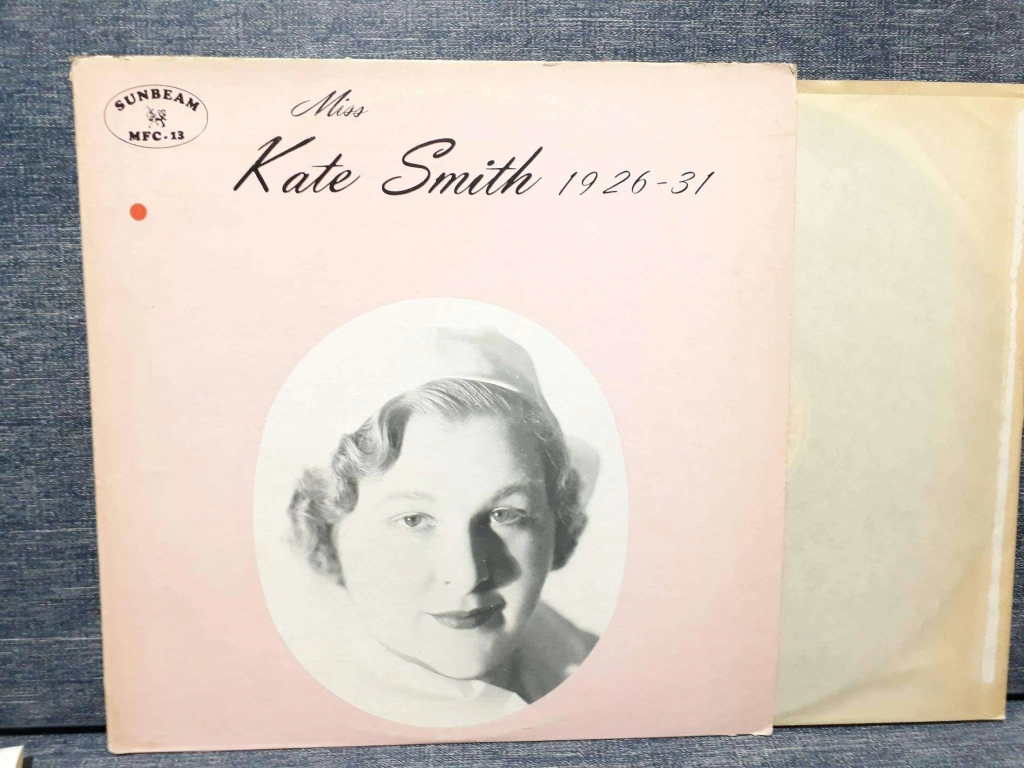 SUNBEAM
MFC-13
Miss
Kate Smith 1926-31